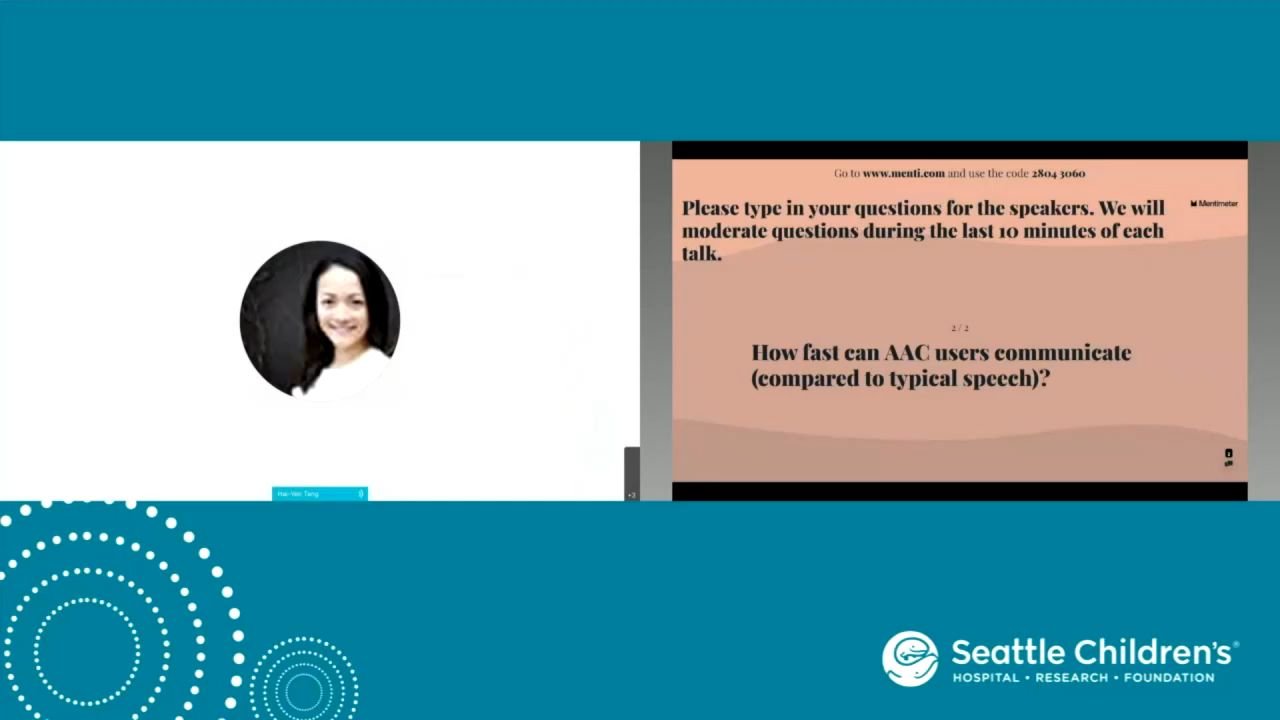 Go to www.menti.com and use the code 2804 3060
Mentimeter
Please type in your questions for the speakers. We will
moderate questions during the last 10 minutes of each
talk.
2 / 2
How fast can AAC users communicate
(compared to typical speech)?
+3
Seattle Children's®
HOSPITAL • RESEARCH • FOUNDATION